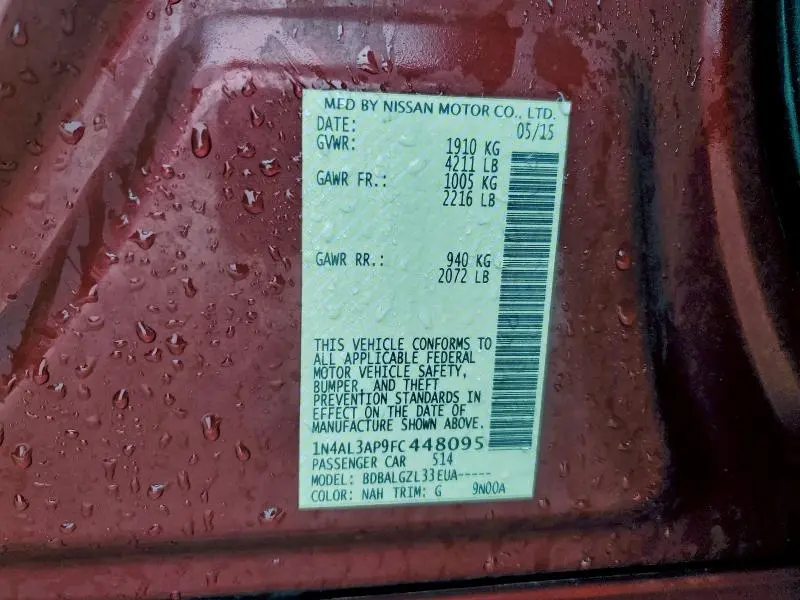 MFD BY NISSAN MOTOR CO., LTD.
DATE: 05/15
GVWR: 1910 KG
4211 LB
GAWR FR.: 1005 KG
2216 LB
GAWR RR.: 940 KG
2072 LB
THIS VEHICLE CONFORMS TO
ALL APPLICABLE FEDERAL
MOTOR VEHICLE SAFETY,
BUMPER, AND THEFT
PREVENTION STANDARDS IN
EFFECT ON THE DATE OF
MANUFACTURE SHOWN ABOVE.
1N4AL3AP9FC448095
PASSENGER CAR 514
MODEL: BDBALGZL33EUA-----
COLOR: NAH TRIM: G 9N00A